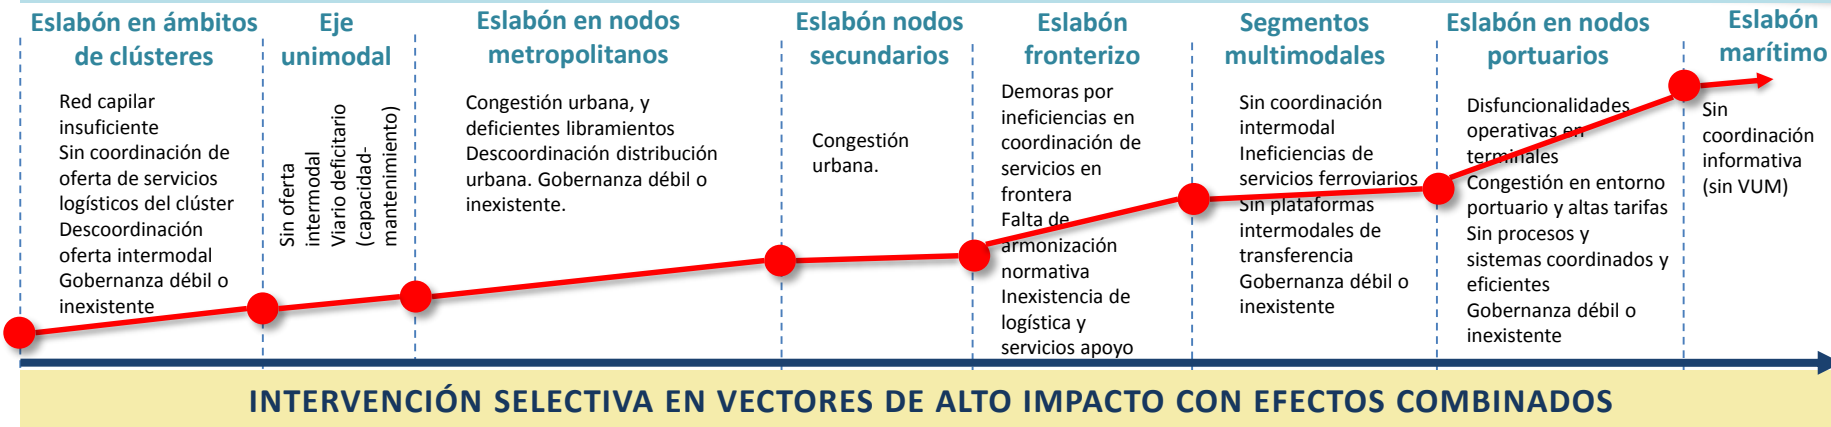 Eslabón en ámbitos
de clústeres
Red capilar
insuficiente
Sin coordinación de
oferta de servicios
logísticos del clúster
Descoordinación
oferta intermodal
Gobernanza débil o
inexistente
Eje
unimodal
Sin oferta
intermodal
Viario deficitario
(capacidad-
mantenimiento)
Eslabón en nodos
metropolitanos
Congestión urbana, y
deficientes libramientos
Descoordinación distribución
urbana. Gobernanza débil o
inexistente.
Eslabón nodos
secundarios
Congestión
urbana.
Eslabón
fronterizo
Demoras por
ineficiencias en
coordinación de
servicios en
frontera
Falta de
armonización
normativa
Inexistencia de
logística y
servicios apoyo
Segmentos
multimodales
Sin coordinación
intermodal
Ineficiencias de
servicios ferroviarios
Sin plataformas
intermodales de
transferencia
Gobernanza débil o
inexistente
Eslabón en nodos
portuarios
Disfuncionalidades
operativas en
terminales
Congestión en entorno
portuario y altas tarifas
Sin procesos y
sistemas coordinados y
eficientes
Gobernanza débil o
inexistente
Eslabón
marítimo
Sin
coordinación
informativa
(sin VUM)
INTERVENCIÓN SELECTIVA EN VECTORES DE ALTO IMPACTO CON EFECTOS COMBINADOS